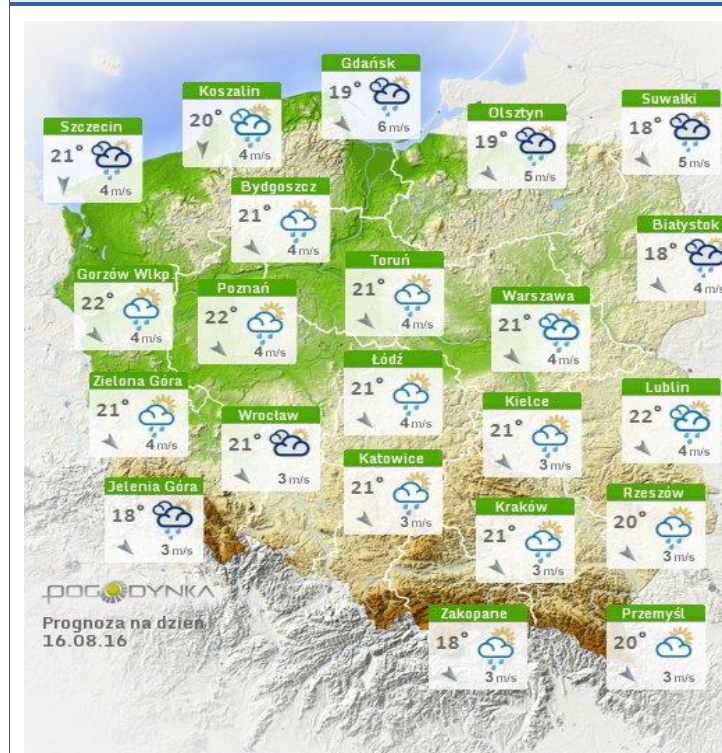 Gdańsk
19°
6 m/s
Koszalin
20°
4 m/s
Suwałki
18°
5 m/s
Olsztyn
19°
5 m/s
Szczecin
21°
4 m/s
Bydgoszcz
21°
4 m/s
Białystok
18°
4 m/s
Toruń
21°
4 m/s
Gorzów Wlkp.
22°
4 m/s
Poznań
22°
4 m/s
Warszawa
21°
4 m/s
Łódź
21°
4 m/s
Zielona Góra
21°
4 m/s
Lublin
22°
4 m/s
Kielce
21°
3 m/s
Wrocław
21°
3 m/s
Katowice
21°
3 m/s
Jelenia Góra
18°
3 m/s
Rzeszów
20°
3 m/s
Kraków
21°
3 m/s
POGODYNKA
Prognoza na dzień
16.08.16
Zakopane
18°
3 m/s
Przemyśl
20°
3 m/s